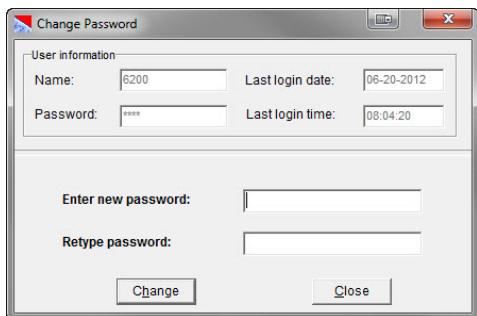 Change Password
User information
Name: 6200 Last login date: 06-20-2012
Password: **** Last login time: 08:04:20
Enter new password:
Retype password:
Change Close